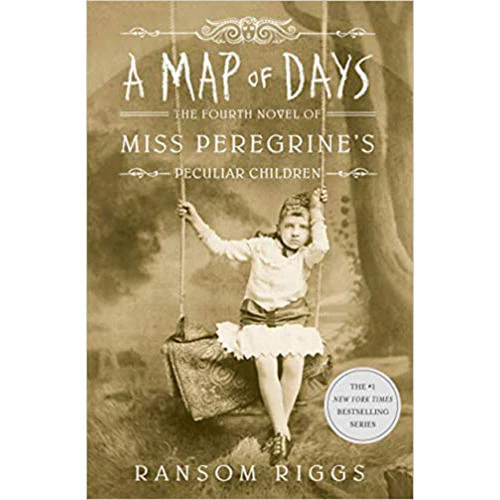 A MAP OF DAYS
THE FOURTH NOVEL OF
MISS PEREGRINE'S
PECULIAR CHILDREN
THE #1
NEW YORK TIMES
BESTSELLING
SERIES
RANSOM RIGGS